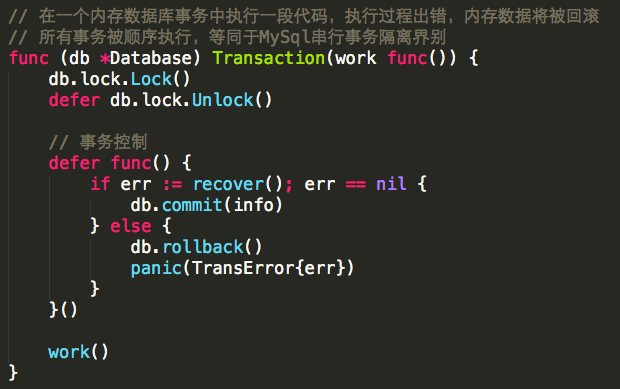 // 在一个内存数据库事务中执行一段代码，执行过程出错，内存数据将被回滚
// 所有事务被顺序执行，等同于MySql串行事务隔离界别
func (db *Database) Transaction(work func()) {
    db.lock.Lock()
    defer db.lock.Unlock()

    // 事务控制
    defer func() {
        if err := recover(); err == nil {
            db.commit(info)
        } else {
            db.rollback()
            panic(TransError{err})
        }
    }()

    work()
}